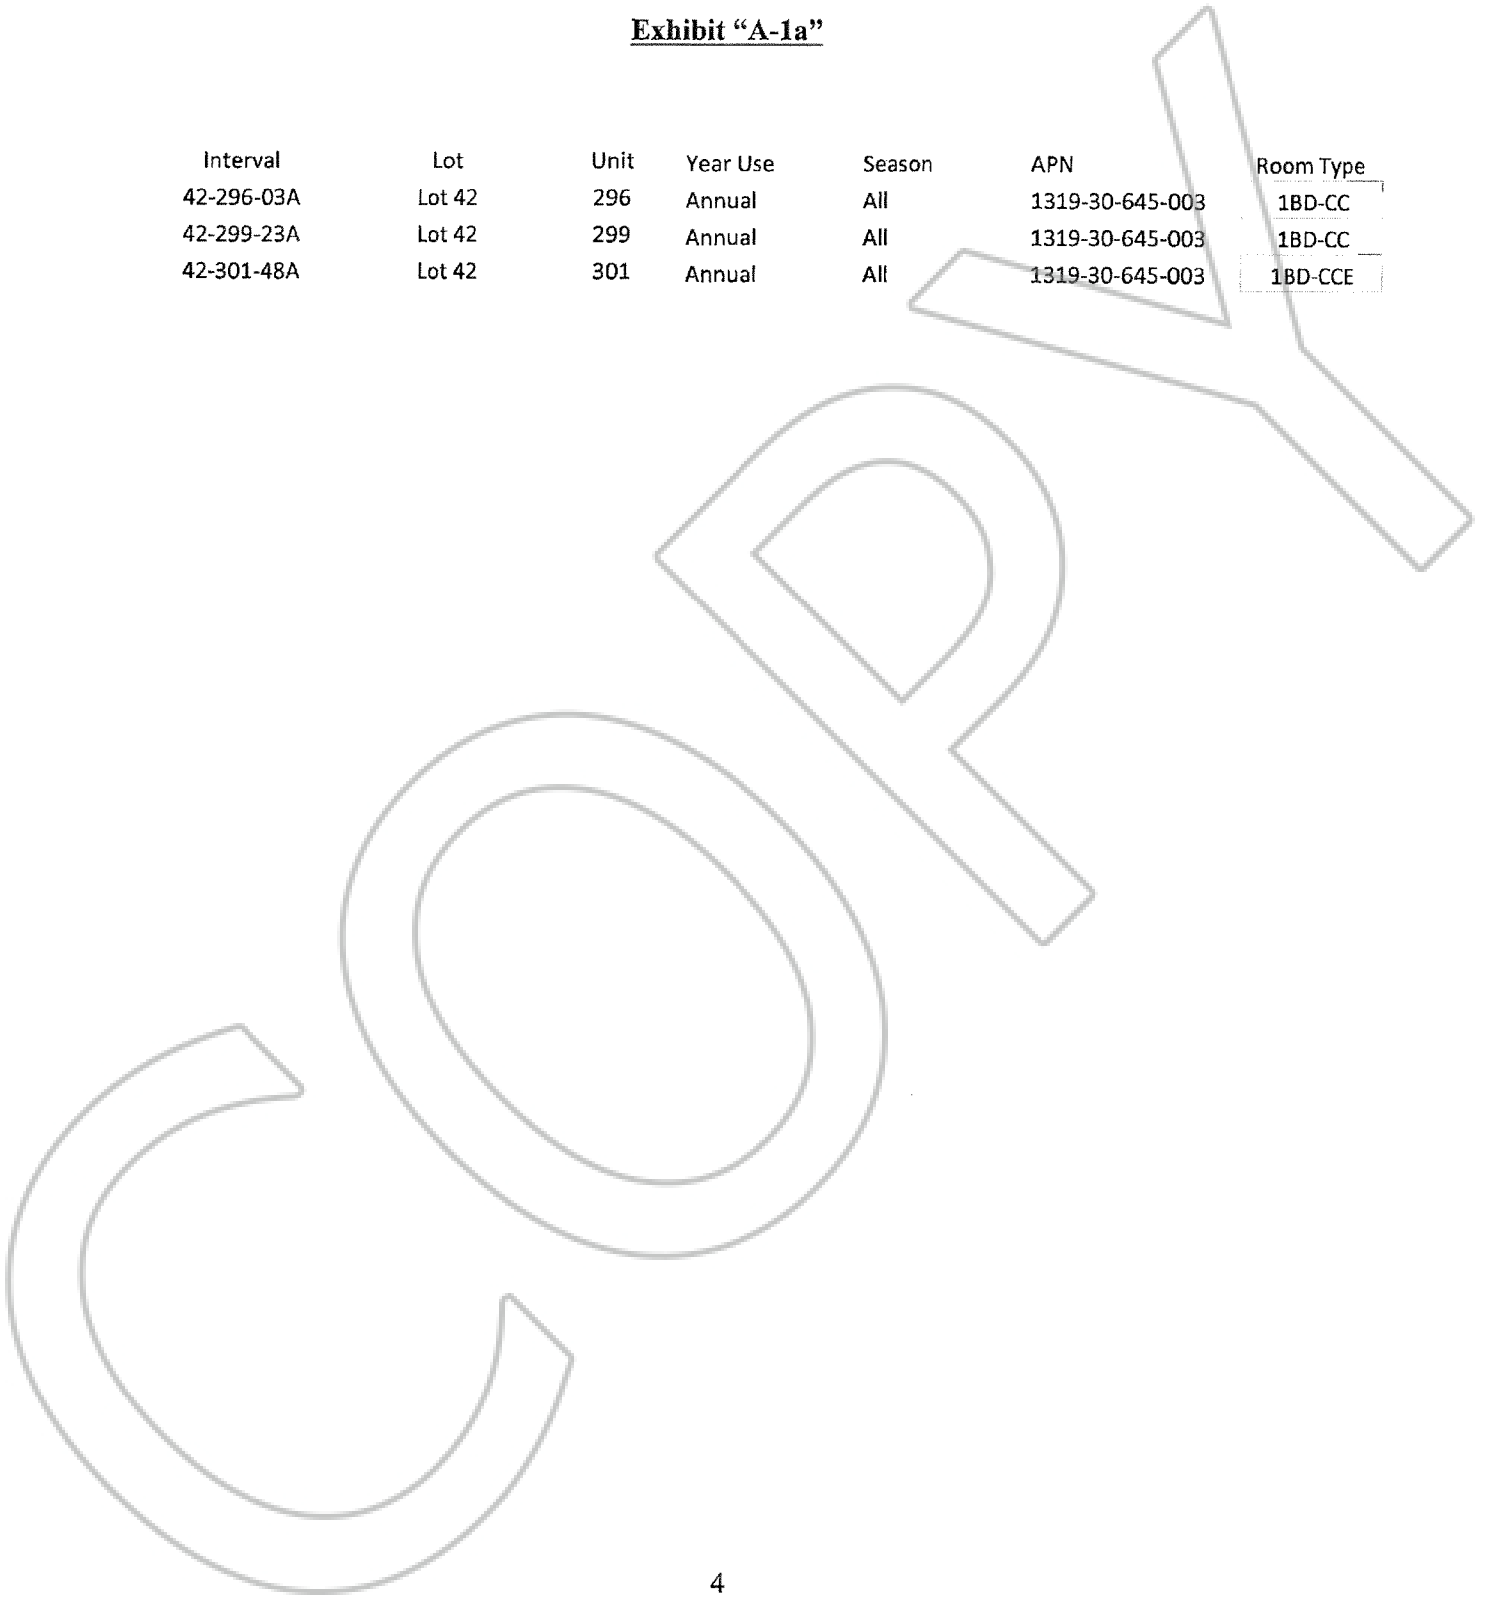 Exhibit “A-1a”
Interval Lot Unit Year Use Season APN Room Type
42-296-03A Lot 42 296 Annual All 1319-30-645-003 1BD-CC
42-299-23A Lot 42 299 Annual All 1319-30-645-003 1BD-CC
42-301-48A Lot 42 301 Annual All 1319-30-645-003 1BD-CCE
COPY
4